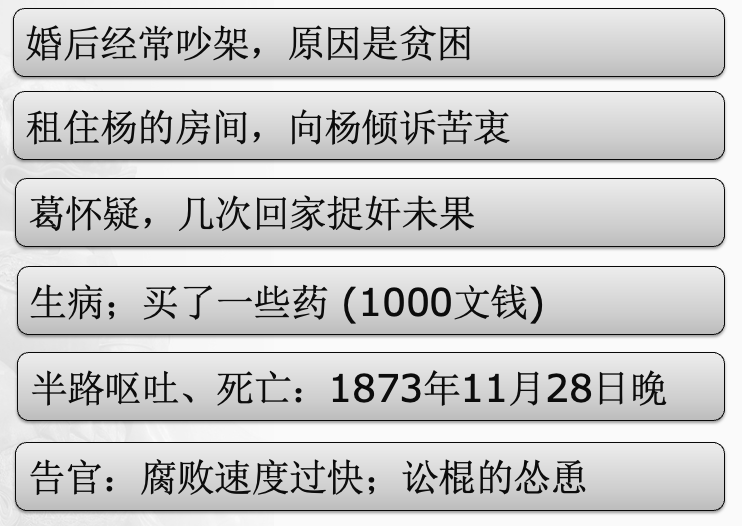 婚后经常吵架，原因是贫困
租住杨的房间，向杨倾诉苦衷
葛怀疑，几次回家捉奸未果
生病；买了一些药 (1000文钱)
半路呕吐、死亡：1873年11月28日晚
告官：腐败速度过快；讼棍的怂恿